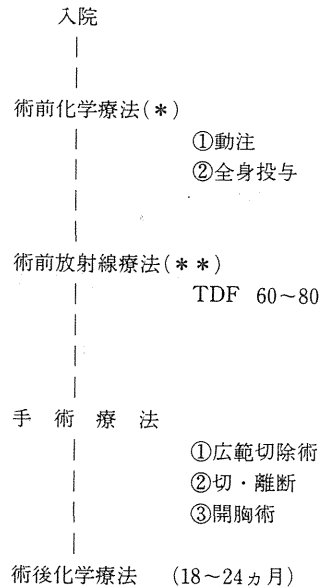 入院
術前化学療法(*)
①動注
②全身投与
術前放射線療法(**)
TDF 60~80
手術療法
①広範切除術
②切・離断
③開胸術
術後化学療法 (18~24ヵ月)